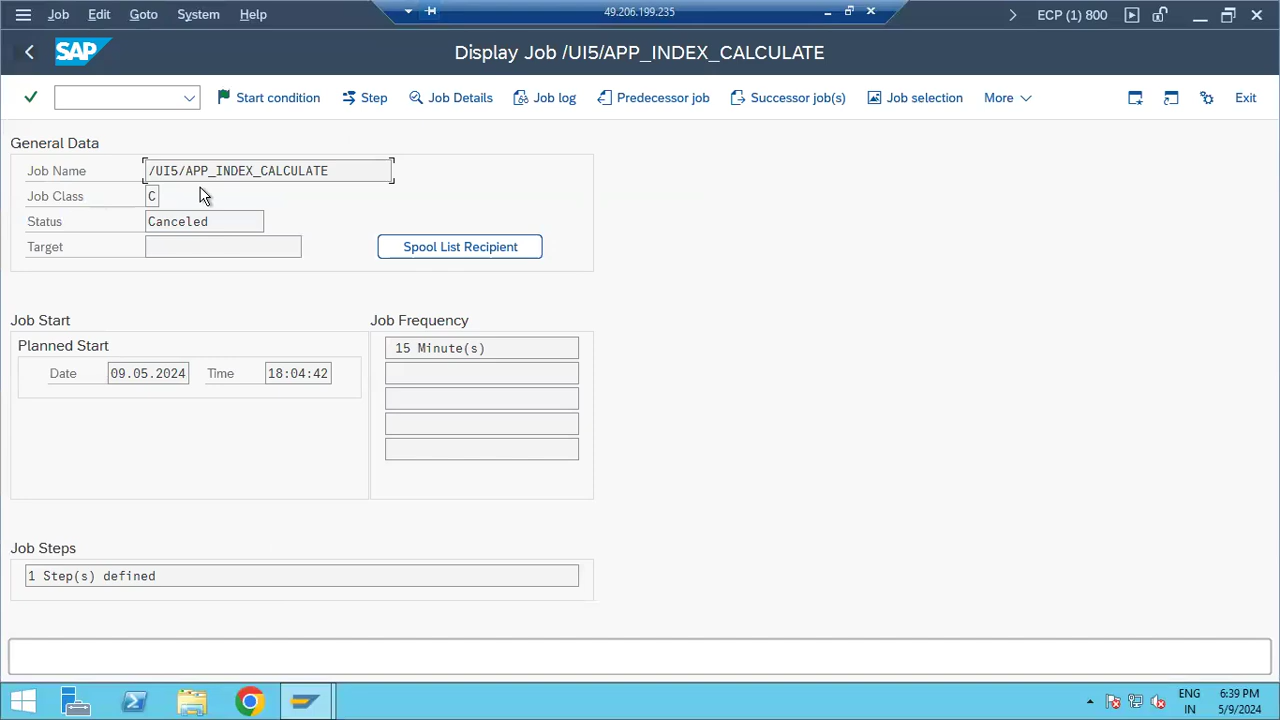 Job Edit Goto System Help 49.206.199.235 ECP (1) 800
SAP Display Job /UI5/APP_INDEX_CALCULATE
Start condition Step Job Details Job log Predecessor job Successor job(s) Job selection More Exit
General Data
Job Name /UI5/APP_INDEX_CALCULATE
Job Class C
Status Canceled
Target Spool List Recipient
Job Start Job Frequency
Planned Start 15 Minute(s)
Date 09.05.2024 Time 18:04:42
Job Steps
1 Step(s) defined
ENG 6:39 PM
IN 5/9/2024